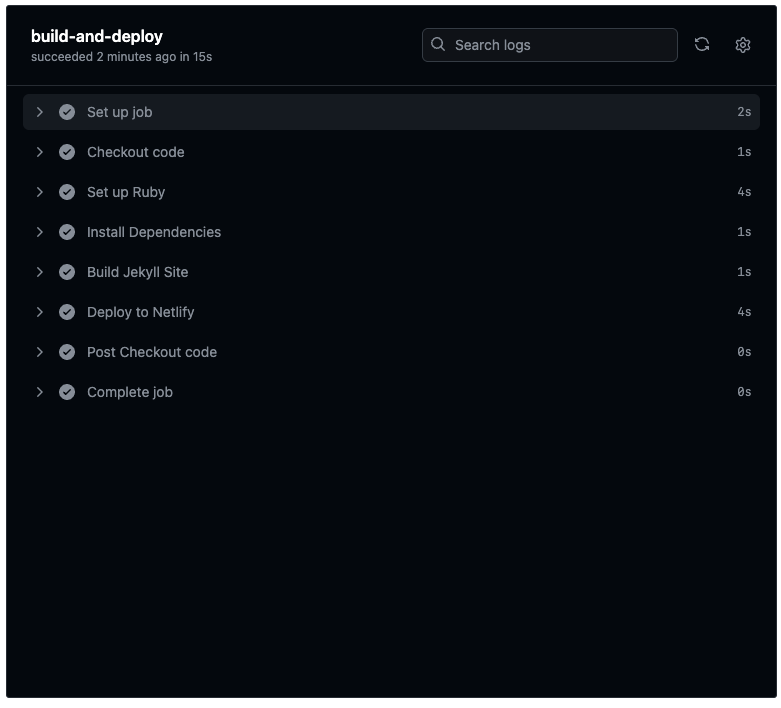 build-and-deploy
succeeded 2 minutes ago in 15s
Search logs
Set up job 2s
Checkout code 1s
Set up Ruby 4s
Install Dependencies 1s
Build Jekyll Site 1s
Deploy to Netlify 4s
Post Checkout code 0s
Complete job 0s